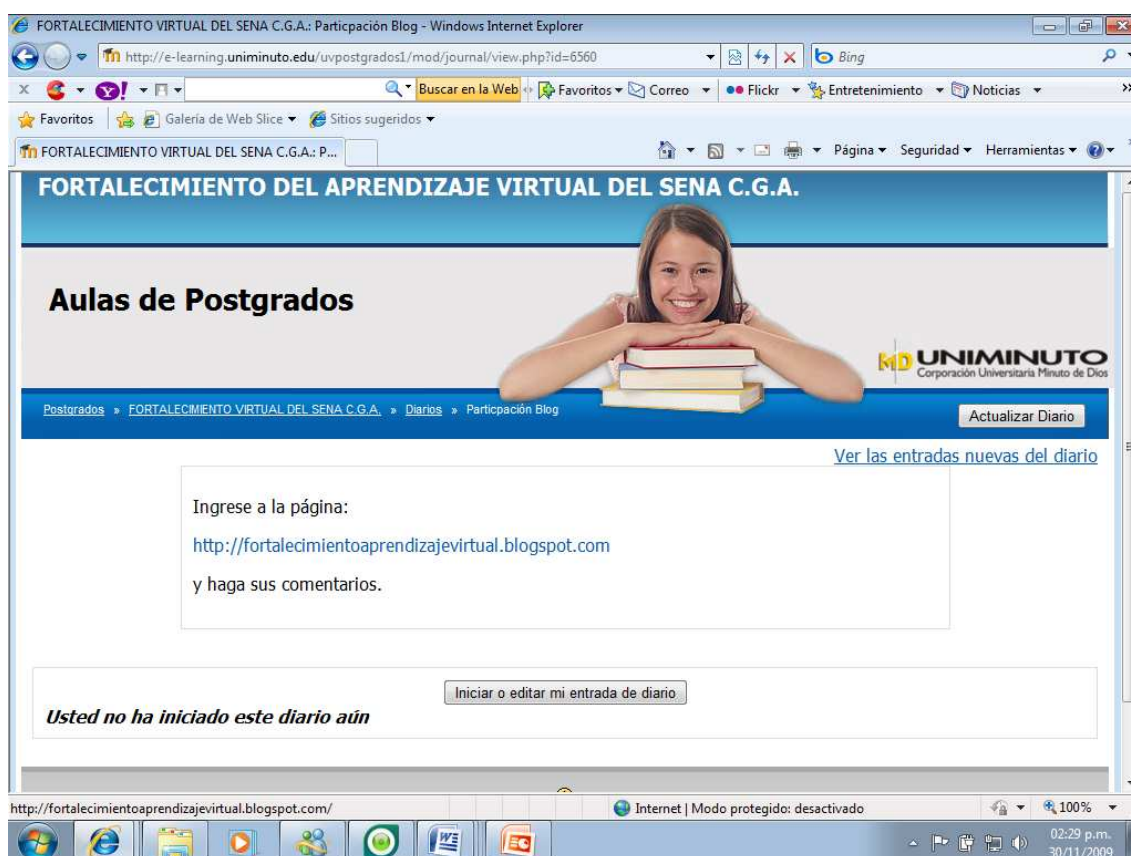 FORTALECIMIENTO VIRTUAL DEL SENA C.G.A.: Particpación Blog - Windows Internet Explorer
http://e-learning.uniminuto.edu/uvpostgrados1/mod/journal/view.php?id=6560
Bing
Buscar en la Web
Favoritos
Correo
Flickr
Entretenimiento
Noticias
Favoritos
Galería de Web Slice
Sitios sugeridos
FORTALECIMIENTO VIRTUAL DEL SENA C.G.A.: P...
Página
Seguridad
Herramientas
FORTALECIMIENTO DEL APRENDIZAJE VIRTUAL DEL SENA C.G.A.
Aulas de Postgrados
MD UNIMINUTO
Corporación Universitaria Minuto de Dios
Postgrados » FORTALECIMIENTO VIRTUAL DEL SENA C.G.A. » Diarios » Particpación Blog
Actualizar Diario
Ver las entradas nuevas del diario
Ingrese a la página:
http://fortalecimientoaprendizajevirtual.blogspot.com
y haga sus comentarios.
Iniciar o editar mi entrada de diario
Usted no ha iniciado este diario aún
http://fortalecimientoaprendizajevirtual.blogspot.com/
Internet | Modo protegido: desactivado
100%
02:29 p.m.
30/11/2009